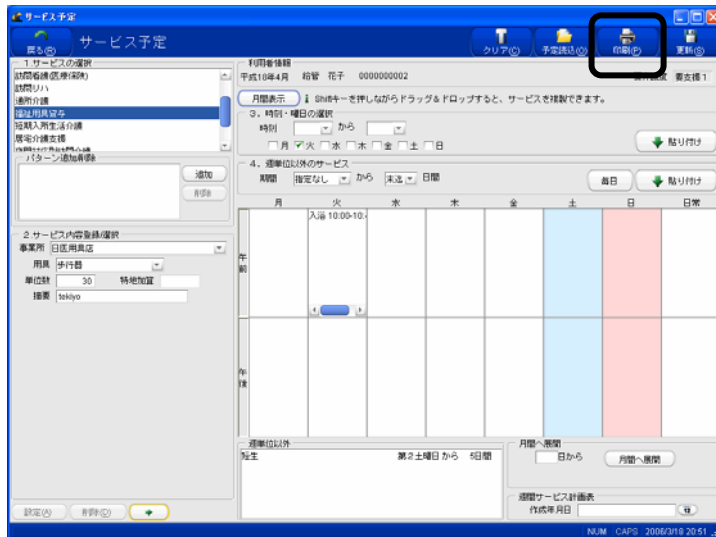 サービス予定
戻る(R) サービス予定 クリア(C) 予定読込(O) 印刷(P) 更新(S)
1.サービスの選択
訪問看護(医療保険)
訪問リハ
通所介護
福祉用具貸与
短期入所生活介護
居宅介護支援
パターン追加削除
追加
削除
2.サービス内容登録/選択
事業所 日医用具店
用具 歩行器
単位数 30 特地加算
摘要 tekiyo
設定(A) 削除(D)
利用者情報
平成18年4月 給管 花子 0000000002 要支援1
月間表示 Shiftキーを押しながらドラッグ&ドロップすると、サービスを複製できます。
3. 時刻・曜日の選択
時刻 から
月 火 水 木 金 土 日 貼り付け
4. 週単位以外のサービス
期間 指定なし から 末迄 日間 毎日 貼り付け
月 火 水 木 金 土 日 日常
入浴 10:00-10:
午前
午後
週単位以外
短生 第2土曜日 から 5日間
月間へ展開
日から 月間へ展開
週間サービス計画表
作成年月日
NUM CAPS 2006/3/18 20:51